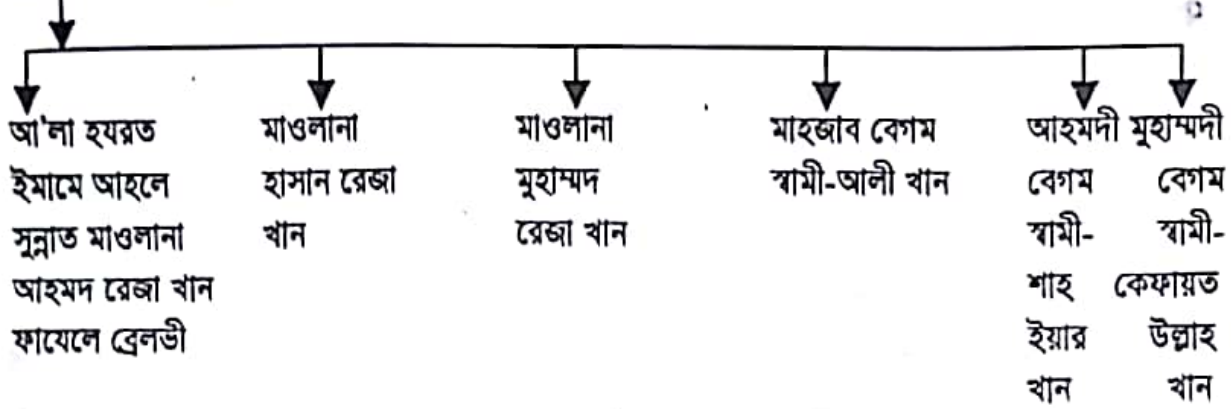 আ'লা হযরত
ইমামে আহলে
সুন্নাত মাওলানা
আহমদ রেজা খান
ফাযেলে ব্রেলভী
মাওলানা
হাসান রেজা
খান
মাওলানা
মুহাম্মদ
রেজা খান
মাহজাব বেগম
স্বামী-আলী খান
আহমদী
বেগম
স্বামী-
শাহ
ইয়ার
খান
মুহাম্মদী
বেগম
স্বামী-
কেফায়ত
উল্লাহ
খান